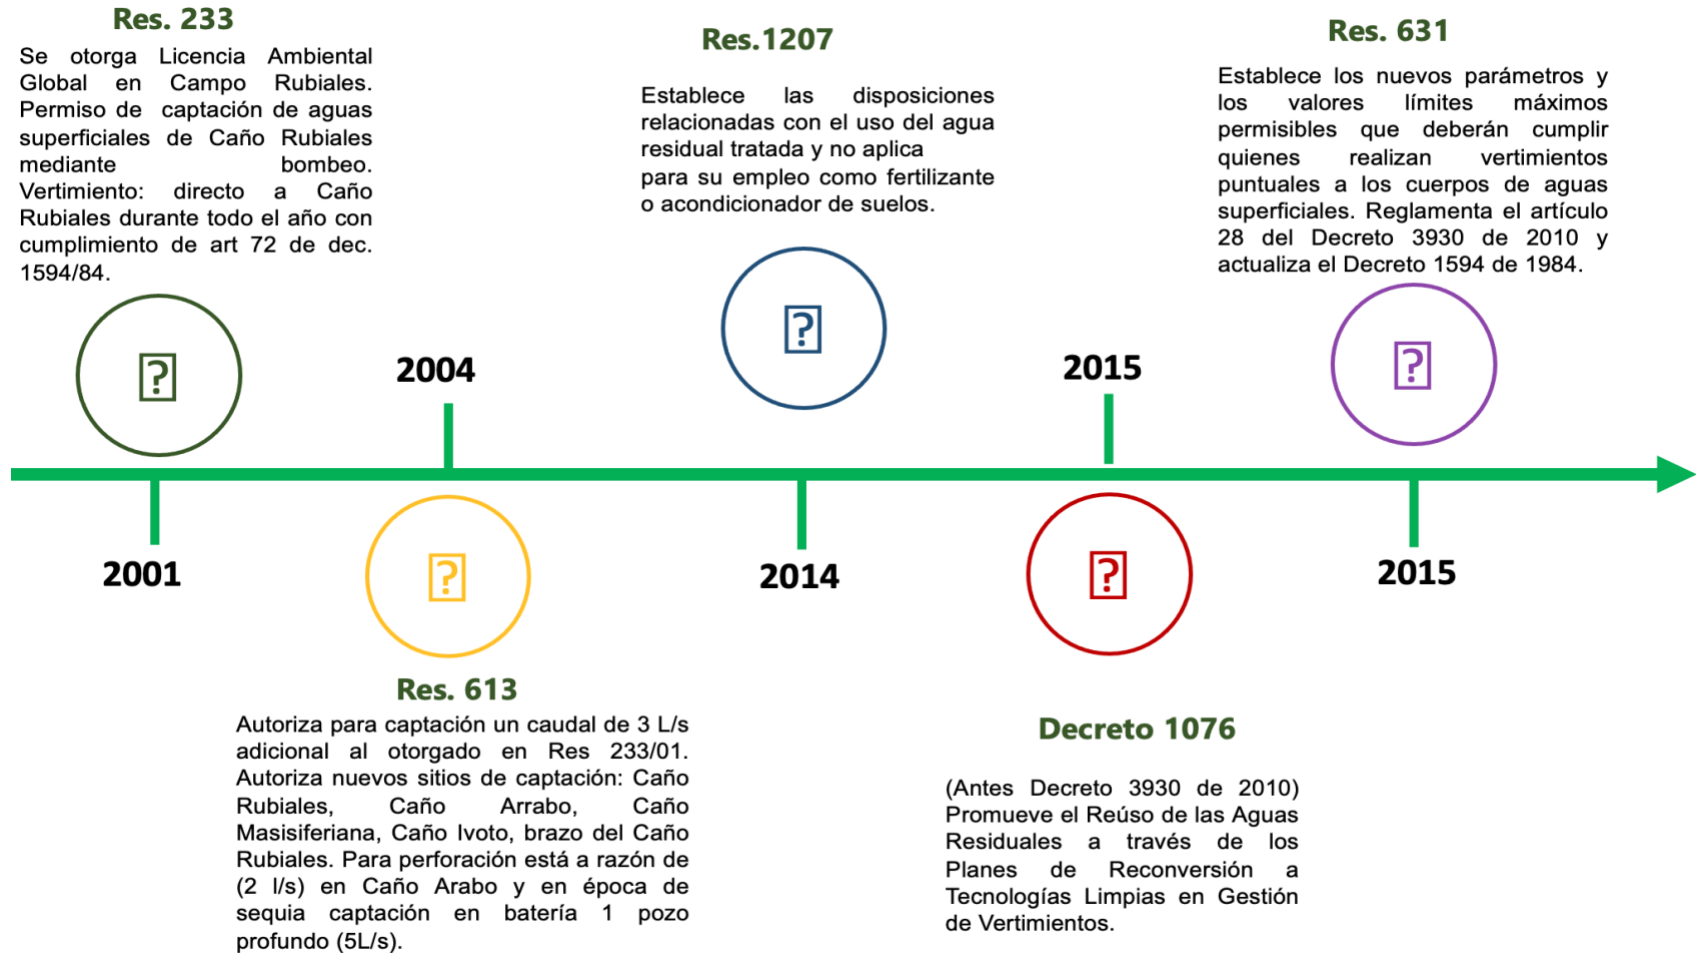 Res. 233
Se otorga Licencia Ambiental
Global en Campo Rubiales.
Permiso de captación de aguas
superficiales de Caño Rubiales
mediante bombeo.
Vertimiento: directo a Caño
Rubiales durante todo el año con
cumplimiento de art 72 de dec.
1594/84.
2001
2004
Res. 613
Autoriza para captación un caudal de 3 L/s
adicional al otorgado en Res 233/01.
Autoriza nuevos sitios de captación: Caño
Rubiales, Caño Arrabo, Caño
Masisiferiana, Caño Ivoto, brazo del Caño
Rubiales. Para perforación está a razón de
(2 l/s) en Caño Arabo y en época de
sequia captación en batería 1 pozo
profundo (5L/s).
Res.1207
Establece las disposiciones
relacionadas con el uso del agua
residual tratada y no aplica
para su empleo como fertilizante
o acondicionador de suelos.
2014
2015
Decreto 1076
(Antes Decreto 3930 de 2010)
Promueve el Reúso de las Aguas
Residuales a través de los
Planes de Reconversión a
Tecnologías Limpias en Gestión
de Vertimientos.
Res. 631
Establece los nuevos parámetros y
los valores límites máximos
permisibles que deberán cumplir
quienes realizan vertimientos
puntuales a los cuerpos de aguas
superficiales. Reglamenta el artículo
28 del Decreto 3930 de 2010 y
actualiza el Decreto 1594 de 1984.
2015